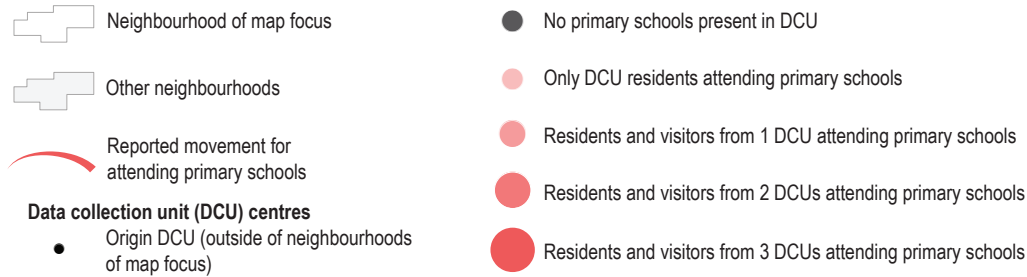 Neighbourhood of map focus
Other neighbourhoods
Reported movement for
attending primary schools
Data collection unit (DCU) centres
Origin DCU (outside of neighbourhoods
of map focus)
No primary schools present in DCU
Only DCU residents attending primary schools
Residents and visitors from 1 DCU attending primary schools
Residents and visitors from 2 DCUs attending primary schools
Residents and visitors from 3 DCUs attending primary schools